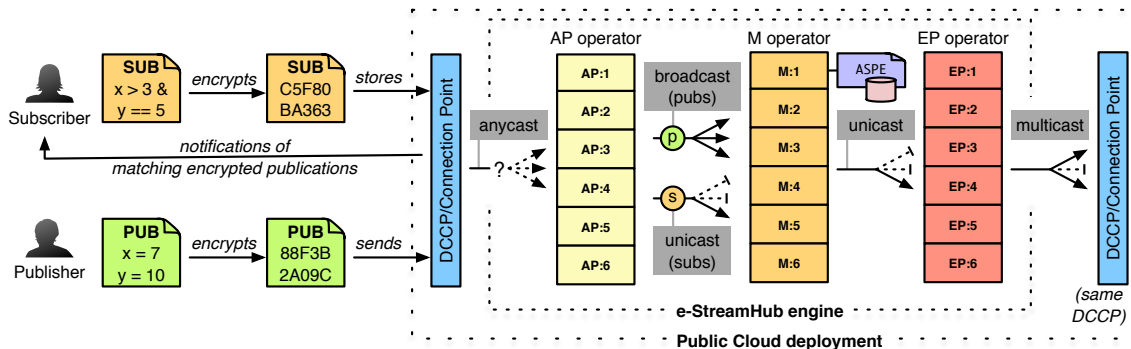 Subscriber
SUB
x > 3 &
y == 5
encrypts
SUB
C5F80
BA363
stores
notifications of
matching encrypted publications
Publisher
PUB
x = 7
y = 10
encrypts
PUB
88F3B
2A09C
sends
DCCP/Connection Point
anycast
?
AP operator
AP:1
AP:2
AP:3
AP:4
AP:5
AP:6
broadcast
(pubs)
p
s
unicast
(subs)
M operator
M:1
M:2
M:3
M:4
M:5
M:6
ASPE
unicast
EP operator
EP:1
EP:2
EP:3
EP:4
EP:5
EP:6
multicast
DCCP/Connection Point
(same
DCCP)
e-StreamHub engine
Public Cloud deployment